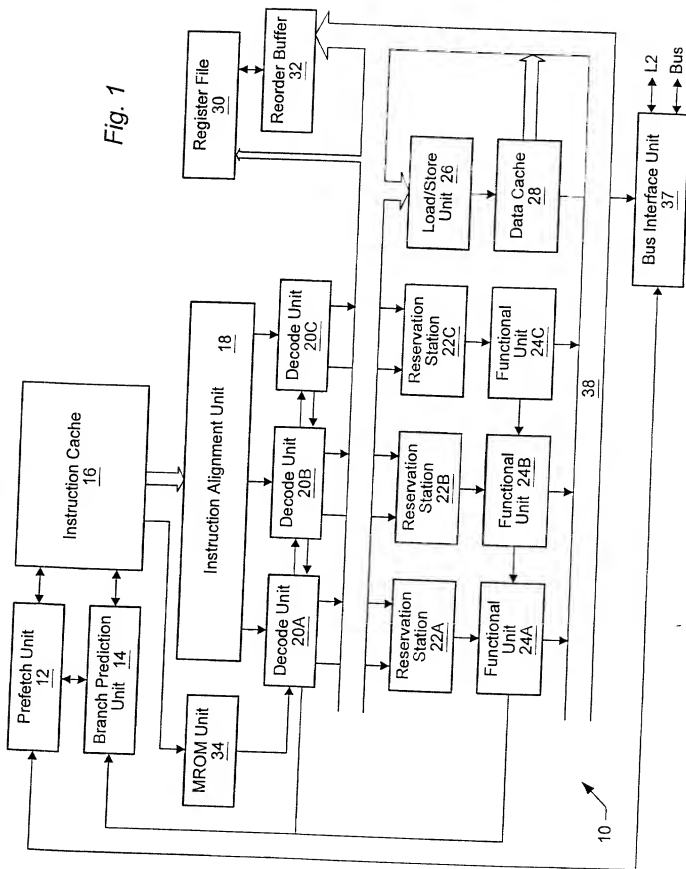 Fig. 1
Prefetch Unit
12
Branch Prediction
Unit 14
Instruction Cache
16
Register File
30
Reorder Buffer
32
MROM Unit
34
Instruction Alignment Unit
18
Decode Unit
20A
Decode Unit
20B
Decode Unit
20C
Reservation
Station
22A
Reservation
Station
22B
Reservation
Station
22C
Load/Store
Unit 26
Functional
Unit
24A
Functional
Unit 24B
Functional
Unit
24C
Data Cache
28
38
Bus Interface Unit
37
L2
Bus
10